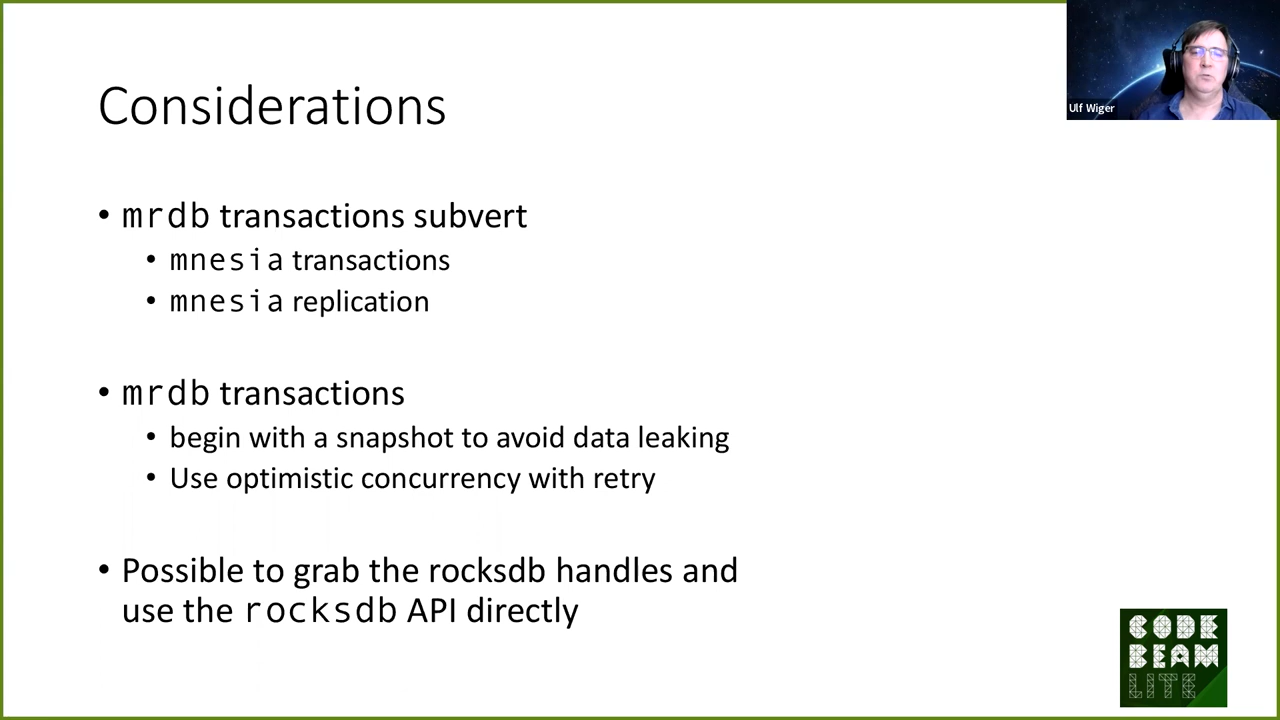 Considerations
Ulf Wiger
• mrdb transactions subvert
• mnesia transactions
• mnesia replication
• mrdb transactions
• begin with a snapshot to avoid data leaking
• Use optimistic concurrency with retry
• Possible to grab the rocksdb handles and
use the rocksdb API directly
CODE
BEAM
LITE